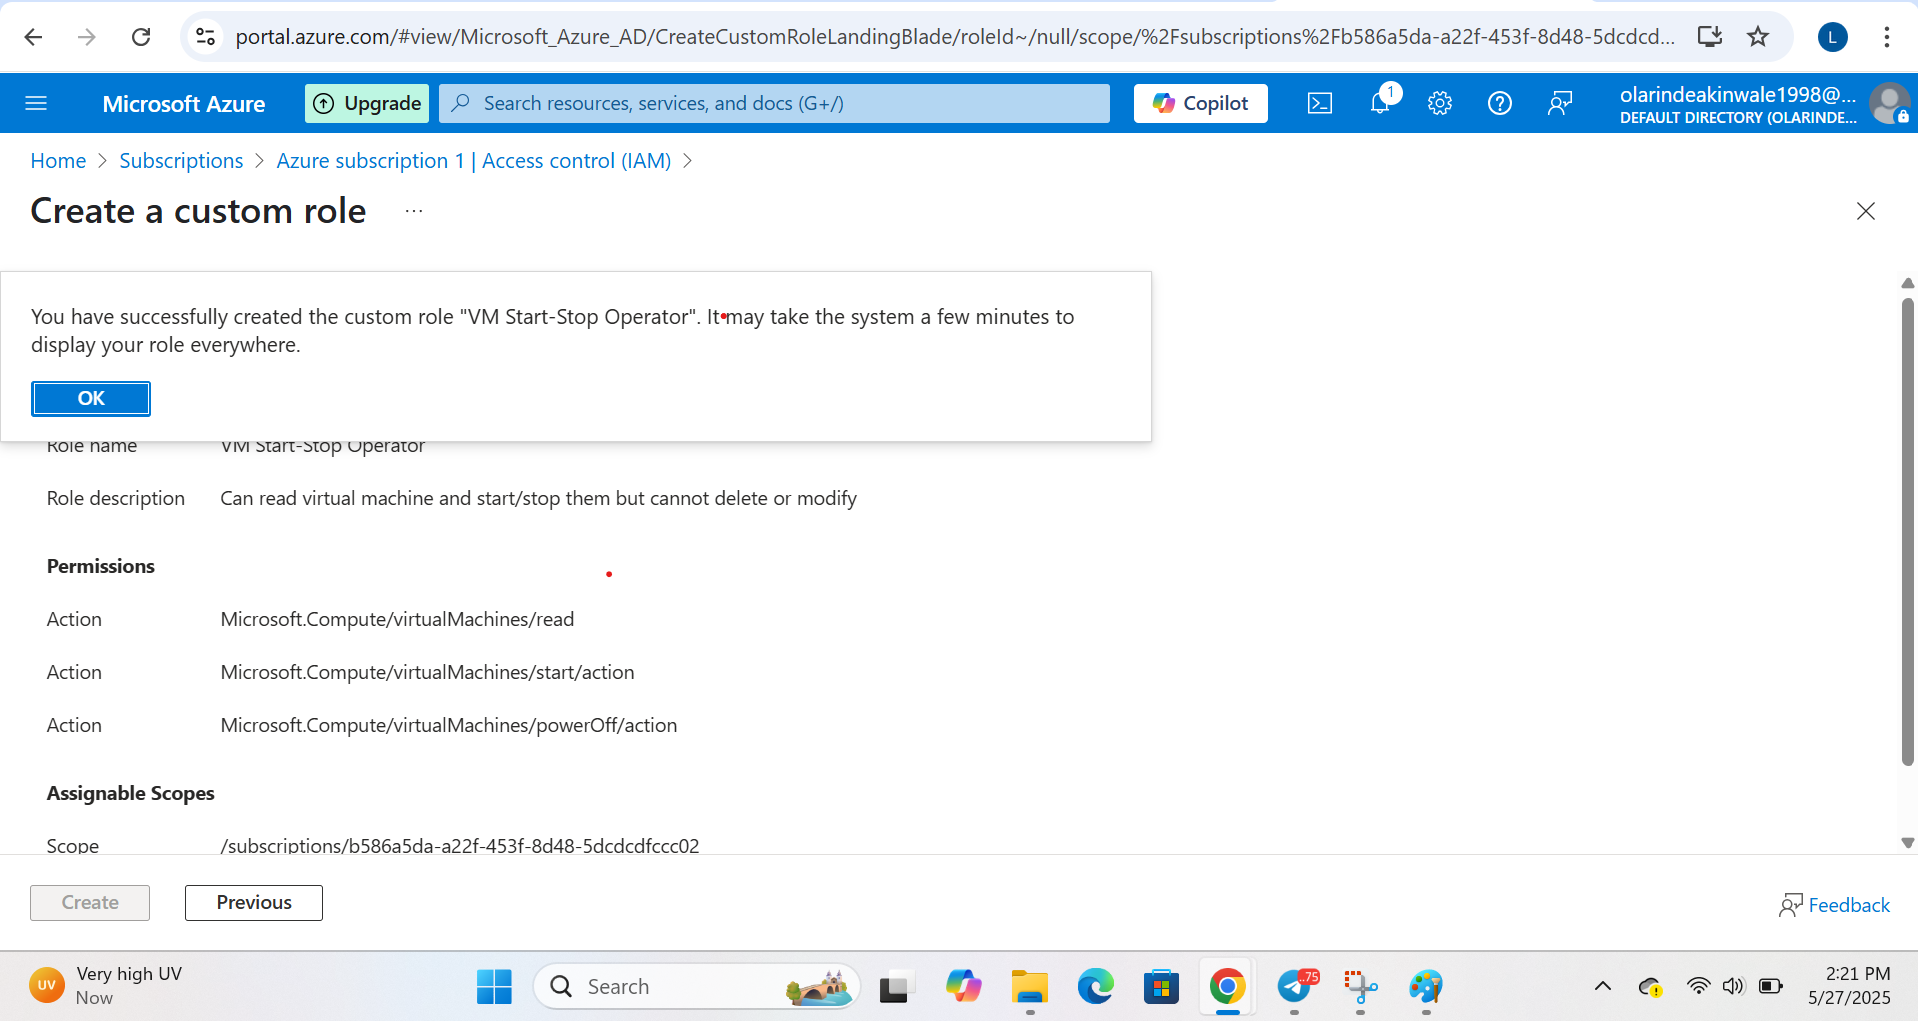 portal.azure.com/#view/Microsoft_Azure_AD/CreateCustomRoleLandingBlade/roleId~/null/scope/%2Fsubscriptions%2Fb586a5da-a22f-453f-8d48-5dcdcd...
L
Microsoft Azure
Upgrade
Search resources, services, and docs (G+/)
Copilot
1
olarindeakinwale1998@...
DEFAULT DIRECTORY (OLARINDE...
Home > Subscriptions > Azure subscription 1 | Access control (IAM) >
Create a custom role ...
You have successfully created the custom role "VM Start-Stop Operator". It may take the system a few minutes to
display your role everywhere.
OK
Role name VM Start-Stop Operator
Role description Can read virtual machine and start/stop them but cannot delete or modify
Permissions
Action Microsoft.Compute/virtualMachines/read
Action Microsoft.Compute/virtualMachines/start/action
Action Microsoft.Compute/virtualMachines/powerOff/action
Assignable Scopes
Scope /subscriptions/b586a5da-a22f-453f-8d48-5dcdcdfccc02
Create
Previous
Feedback
UV
Very high UV
Now
Search
..75
2:21 PM
5/27/2025